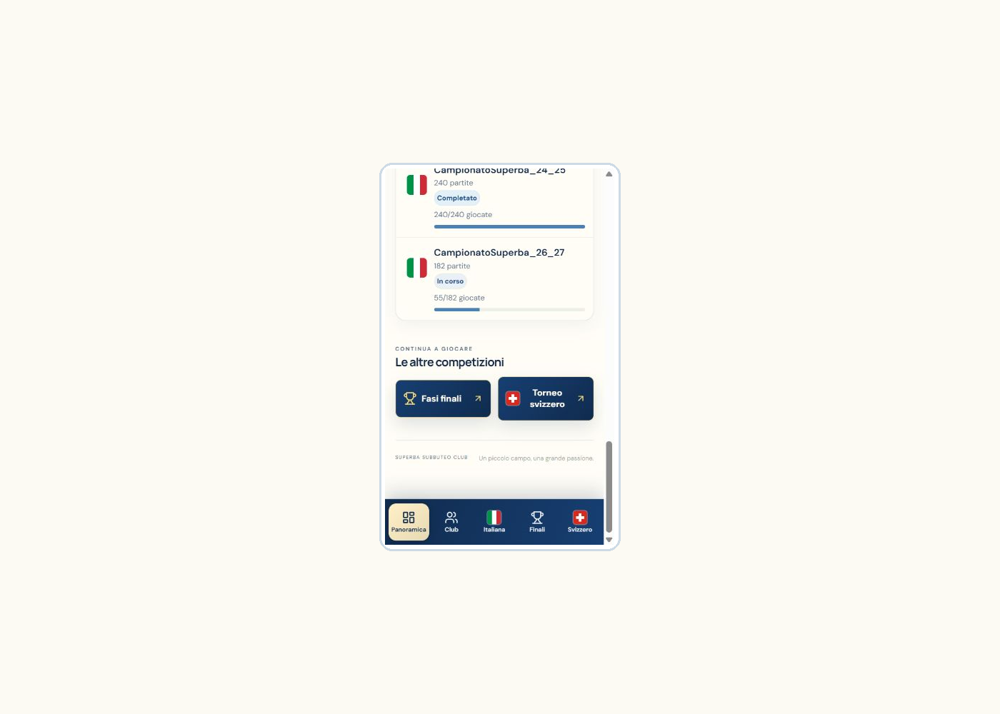 CampionatoSuperba_24_25
240 partite
Completato
240/240 giocate
CampionatoSuperba_26_27
182 partite
In corso
55/182 giocate
CONTINUA A GIOCARE
Le altre competizioni
Fasi finali
Torneo
svizzero
SUPERBA SUBBUTEO CLUB
Un piccolo campo, una grande passione.
Panoramica
Club
Italiana
Finali
Svizzero